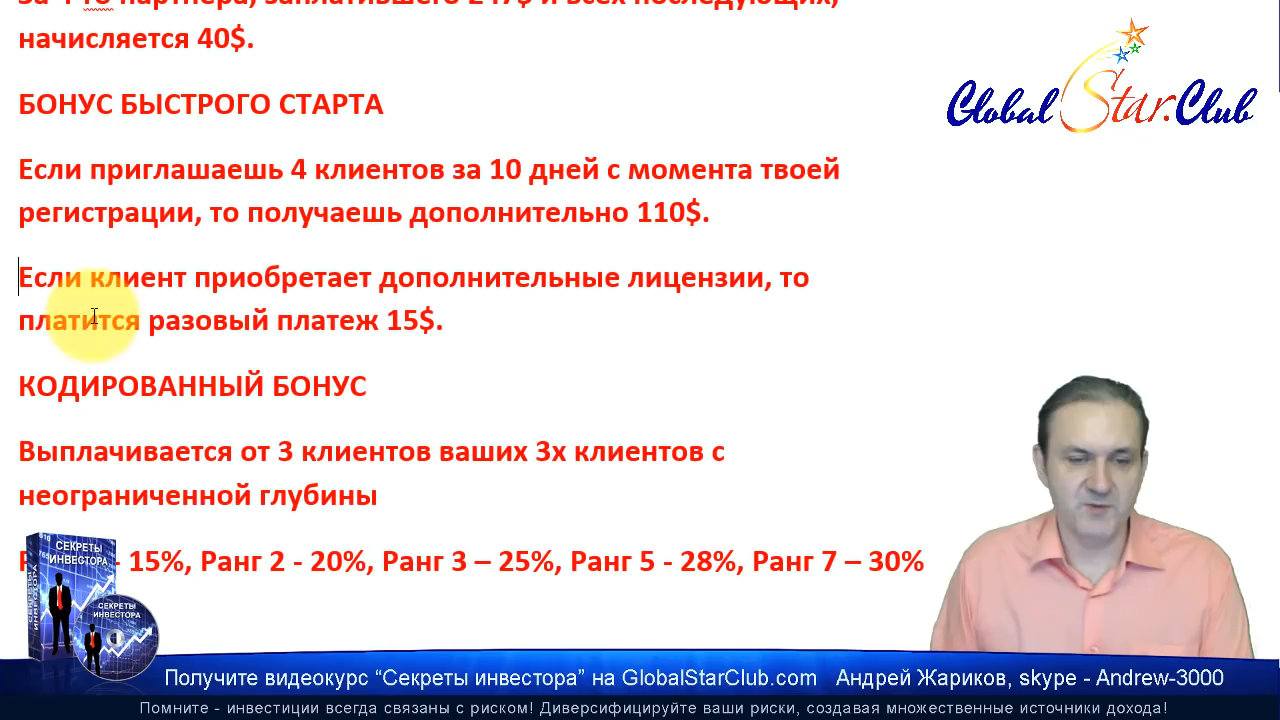 начисляется 40$.
БОНУС БЫСТРОГО СТАРТА
Если приглашаешь 4 клиентов за 10 дней с момента твоей
регистрации, то получаешь дополнительно 110$.
Если клиент приобретает дополнительные лицензии, то
платится разовый платеж 15$.
КОДИРОВАННЫЙ БОНУС
Выплачивается от 3 клиентов ваших 3х клиентов с
неограниченной глубины
- 15%, Ранг 2 - 20%, Ранг 3 – 25%, Ранг 5 - 28%, Ранг 7 – 30%
Global Star.Club
СЕКРЕТЫ
ИНВЕСТОРА
СЕКРЕТЫ
ИНВЕСТОРА
Получите видеокурс “Секреты инвестора” на GlobalStarClub.com Андрей Жариков, skype - Andrew-3000
Помните - инвестиции всегда связаны с риском! Диверсифицируйте ваши риски, создавая множественные источники дохода!